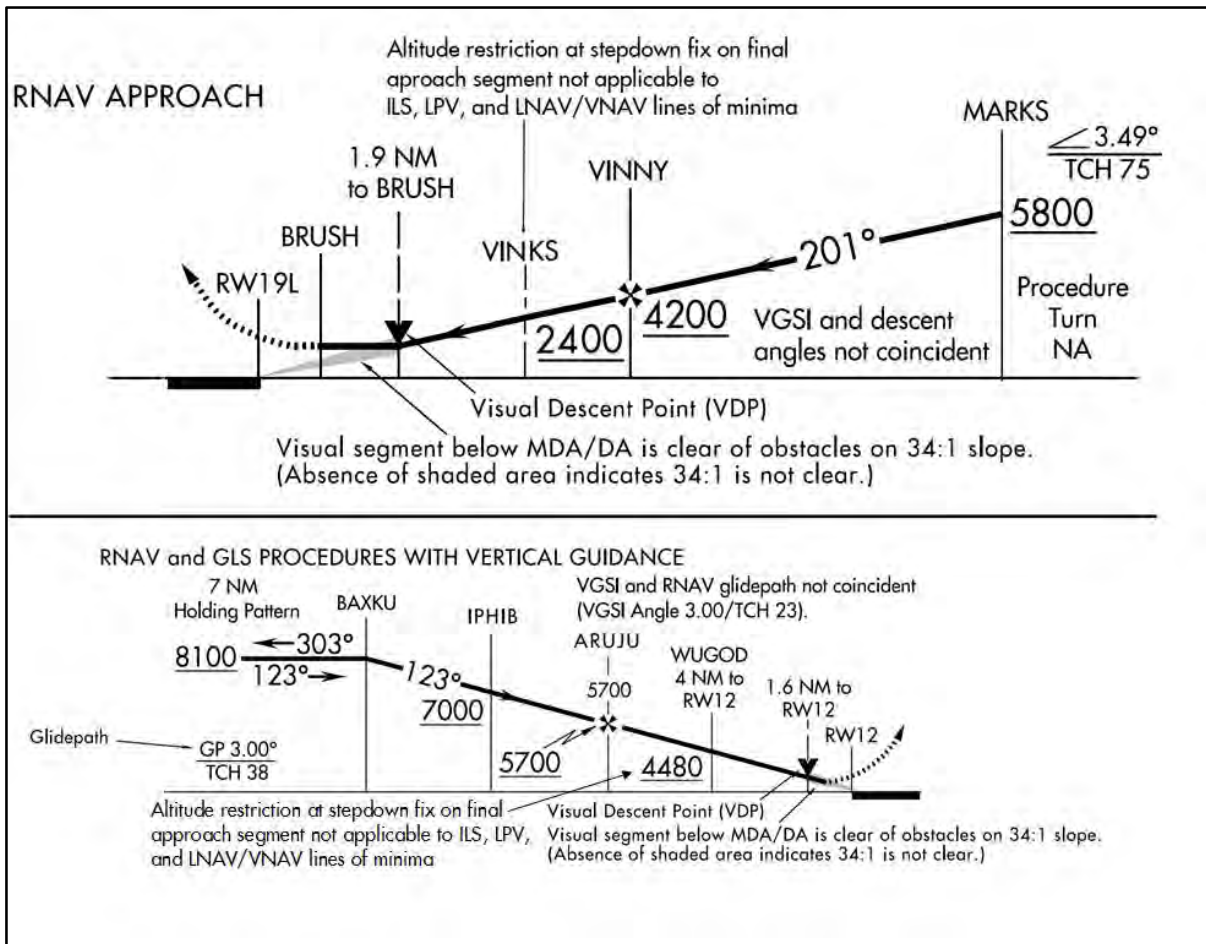 RNAV APPROACH
Altitude restriction at stepdown fix on final
aproach segment not applicable to
ILS, LPV, and LNAV/VNAV lines of minima
MARKS
3.49°
TCH 75
1.9 NM
to BRUSH
VINNY
5800
BRUSH
VINKS
201°
RW19L
2400
4200
VGSI and descent
angles not coincident
Procedure
Turn
NA
Visual Descent Point (VDP)
Visual segment below MDA/DA is clear of obstacles on 34:1 slope.
(Absence of shaded area indicates 34:1 is not clear.)
RNAV and GLS PROCEDURES WITH VERTICAL GUIDANCE
7 NM
Holding Pattern
BAXKU
IPHIB
VGSI and RNAV glidepath not coincident
(VGSI Angle 3.00/TCH 23).
ARUJU
WUGOD
4 NM to
RW12
1.6 NM to
RW12
RW12
8100
303°
123°
123°
7000
5700
5700
4480
Glidepath
GP 3.00°
TCH 38
Altitude restriction at stepdown fix on final
approach segment not applicable to ILS, LPV,
and LNAV/VNAV lines of minima
Visual Descent Point (VDP)
Visual segment below MDA/DA is clear of obstacles on 34:1 slope.
(Absence of shaded area indicates 34:1 is not clear.)